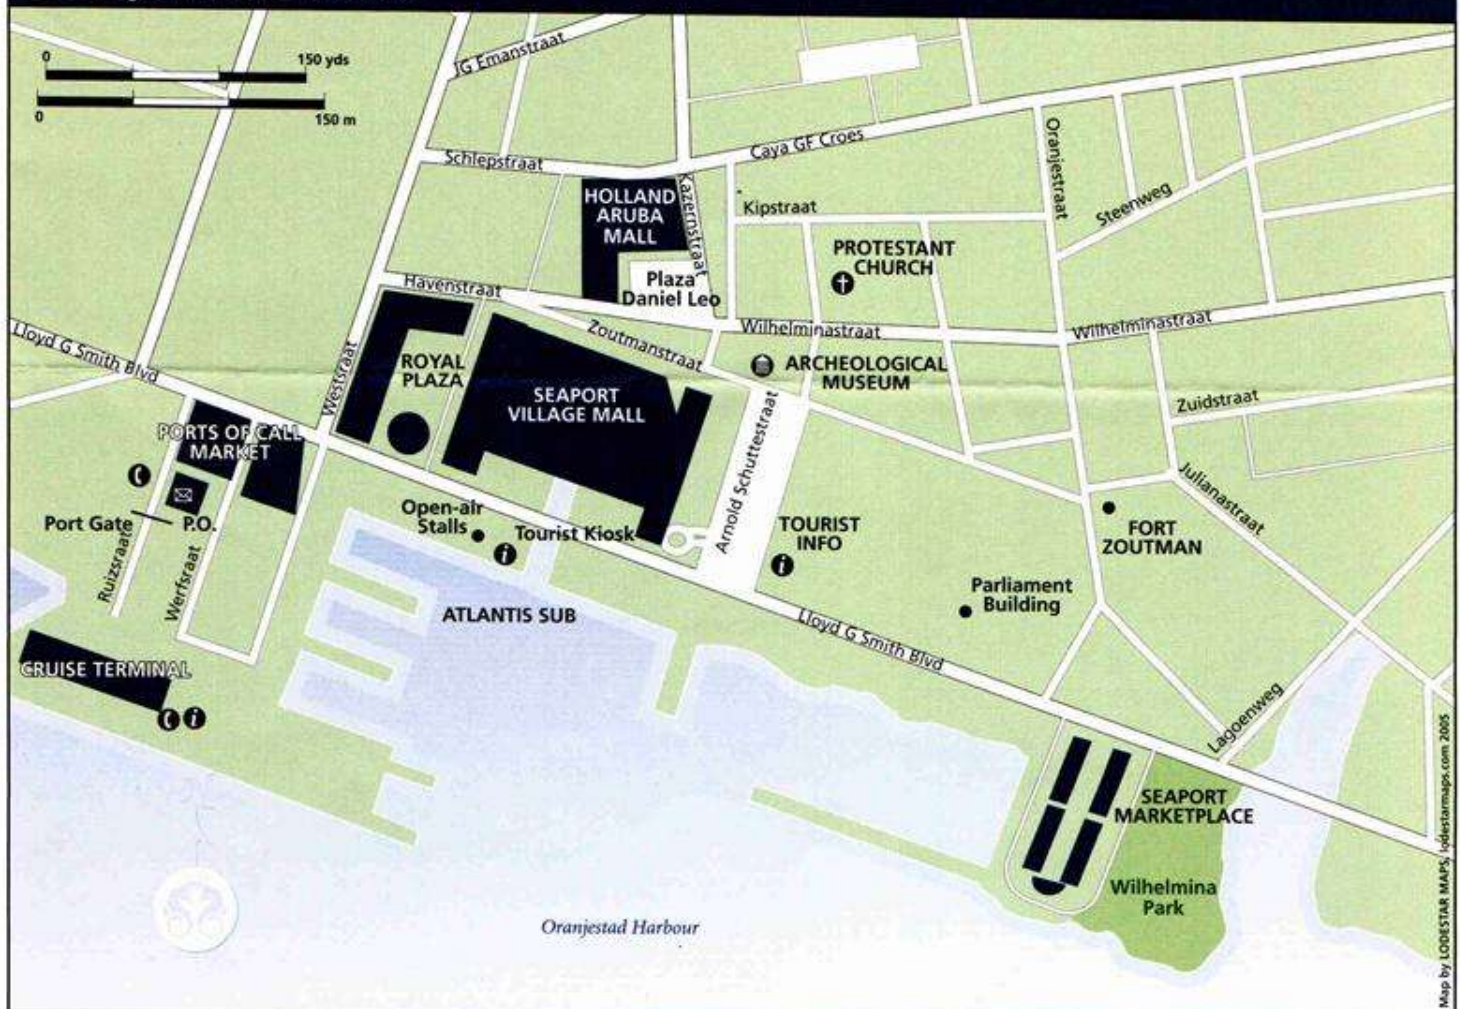 0
150 yds
0
150 m
JG Emanstraat
Schlepstraat
Caya GF Croes
Oranjestraat
Steenweg
HOLLAND
ARUBA
MALL
Kazernstraat
Kipstraat
PROTESTANT
CHURCH
Plaza
Daniel Leo
Havenstraat
Zoutmanstraat
Wilhelminastraat
Wilhelminastraat
Lloyd G Smith Blvd
Westsraat
ROYAL
PLAZA
SEAPORT
VILLAGE MALL
ARCHEOLOGICAL
MUSEUM
Zuidstraat
PORTS OF CALL
MARKET
Arnold Schuttestraat
Julianastraat
Port Gate
P.O.
Open-air
Stalls
Tourist Kiosk
TOURIST
INFO
FORT
ZOUTMAN
Ruizsraat
Werfsraat
ATLANTIS SUB
Parliament
Building
Lloyd G Smith Blvd
CRUISE TERMINAL
Lagoenweg
SEAPORT
MARKETPLACE
Wilhelmina
Park
Oranjestad Harbour
Map by LODESTAR MAPS, lodestarmaps.com 2005